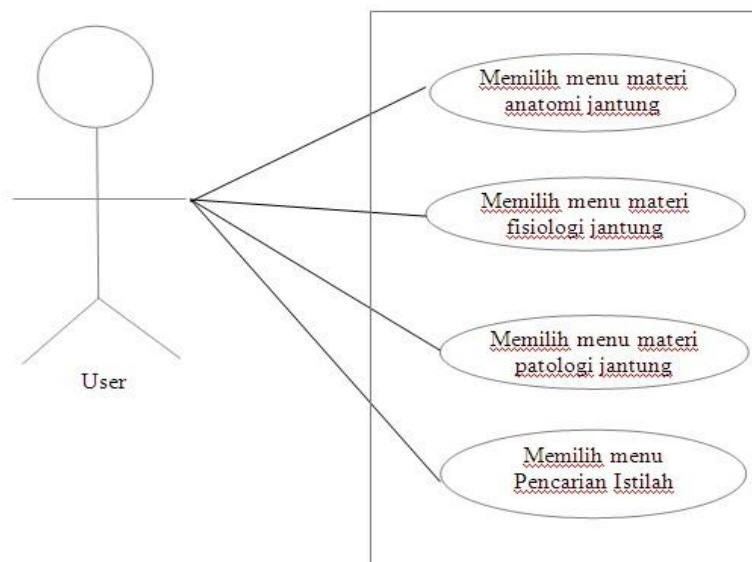 Memilih menu materi
anatomi jantung
Memilih menu materi
fisiologi jantung
Memilih menu materi
patologi jantung
User
Memilih menu
Pencarian Istilah